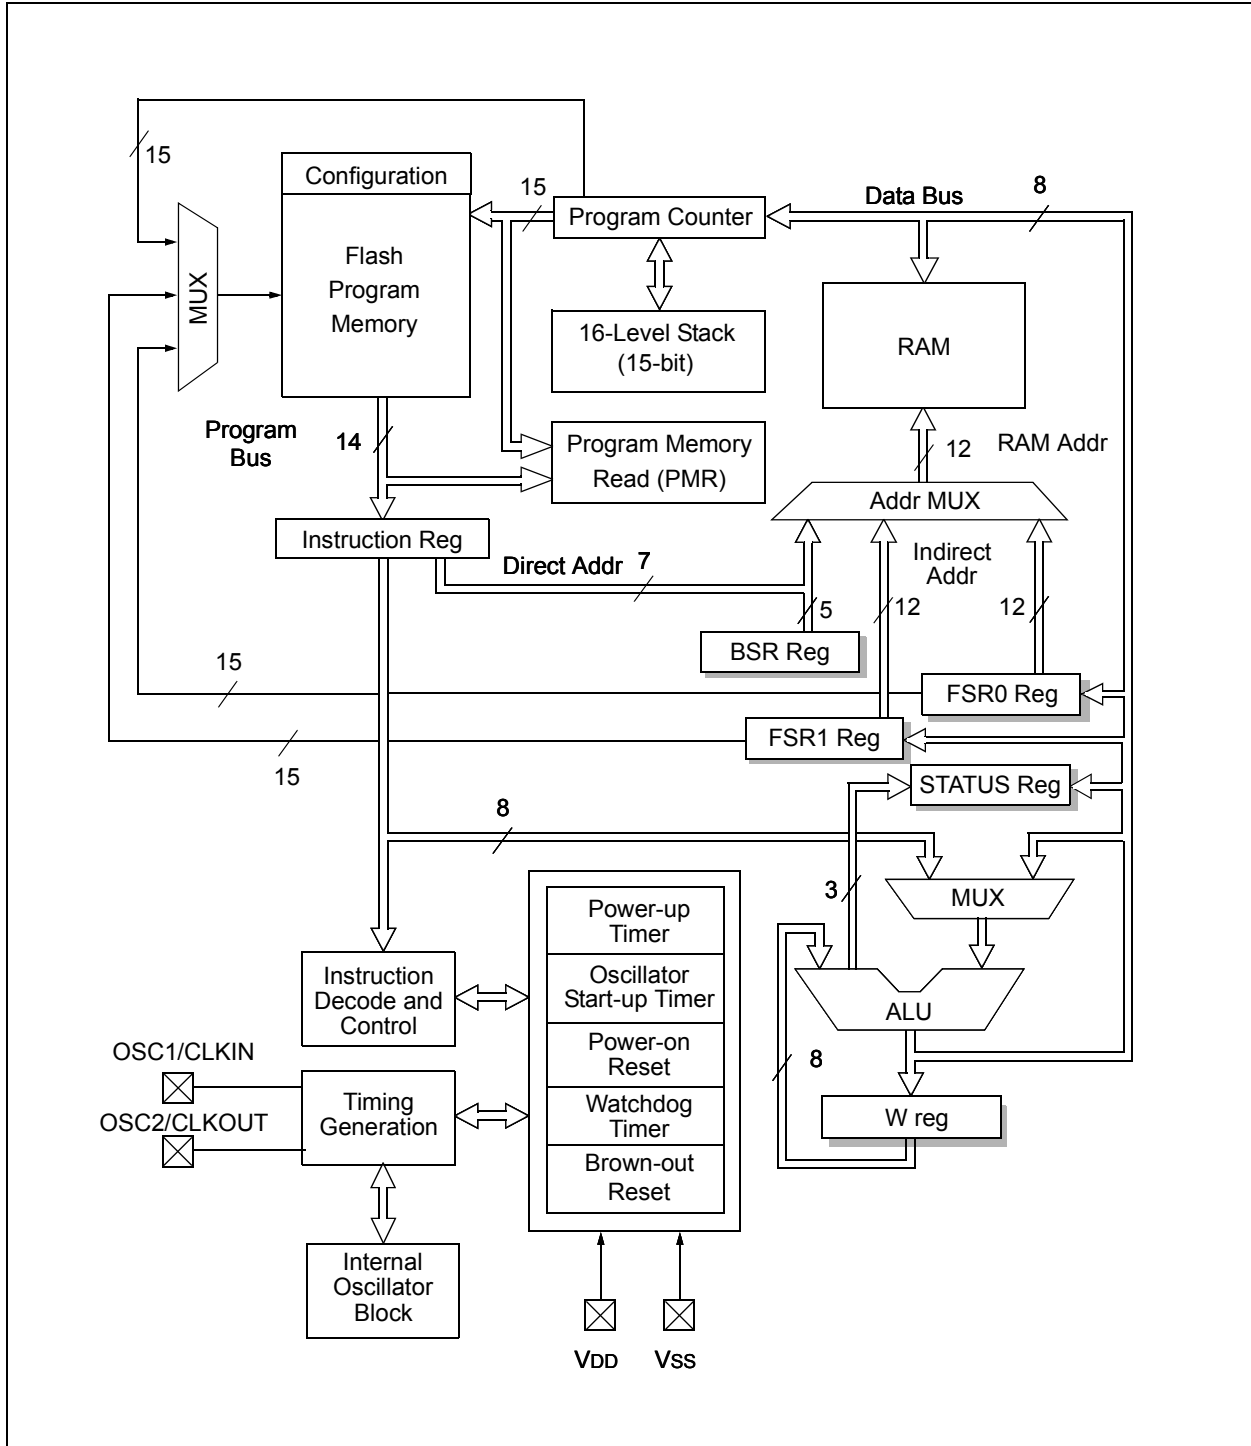 15
Configuration
15
Program Counter
Data Bus
8
MUX
Flash
Program
Memory
16-Level Stack
(15-bit)
RAM
Program
Bus
14
Program Memory
Read (PMR)
12
RAM Addr
Addr MUX
Instruction Reg
Direct Addr
7
Indirect
Addr
5
12
12
BSR Reg
15
FSR0 Reg
FSR1 Reg
15
STATUS Reg
8
3
MUX
Power-up
Timer
Oscillator
Start-up Timer
Power-on
Reset
Watchdog
Timer
Brown-out
Reset
Instruction
Decode and
Control
ALU
8
OSC1/CLKIN
OSC2/CLKOUT
Timing
Generation
W reg
Internal
Oscillator
Block
VDD
VSS